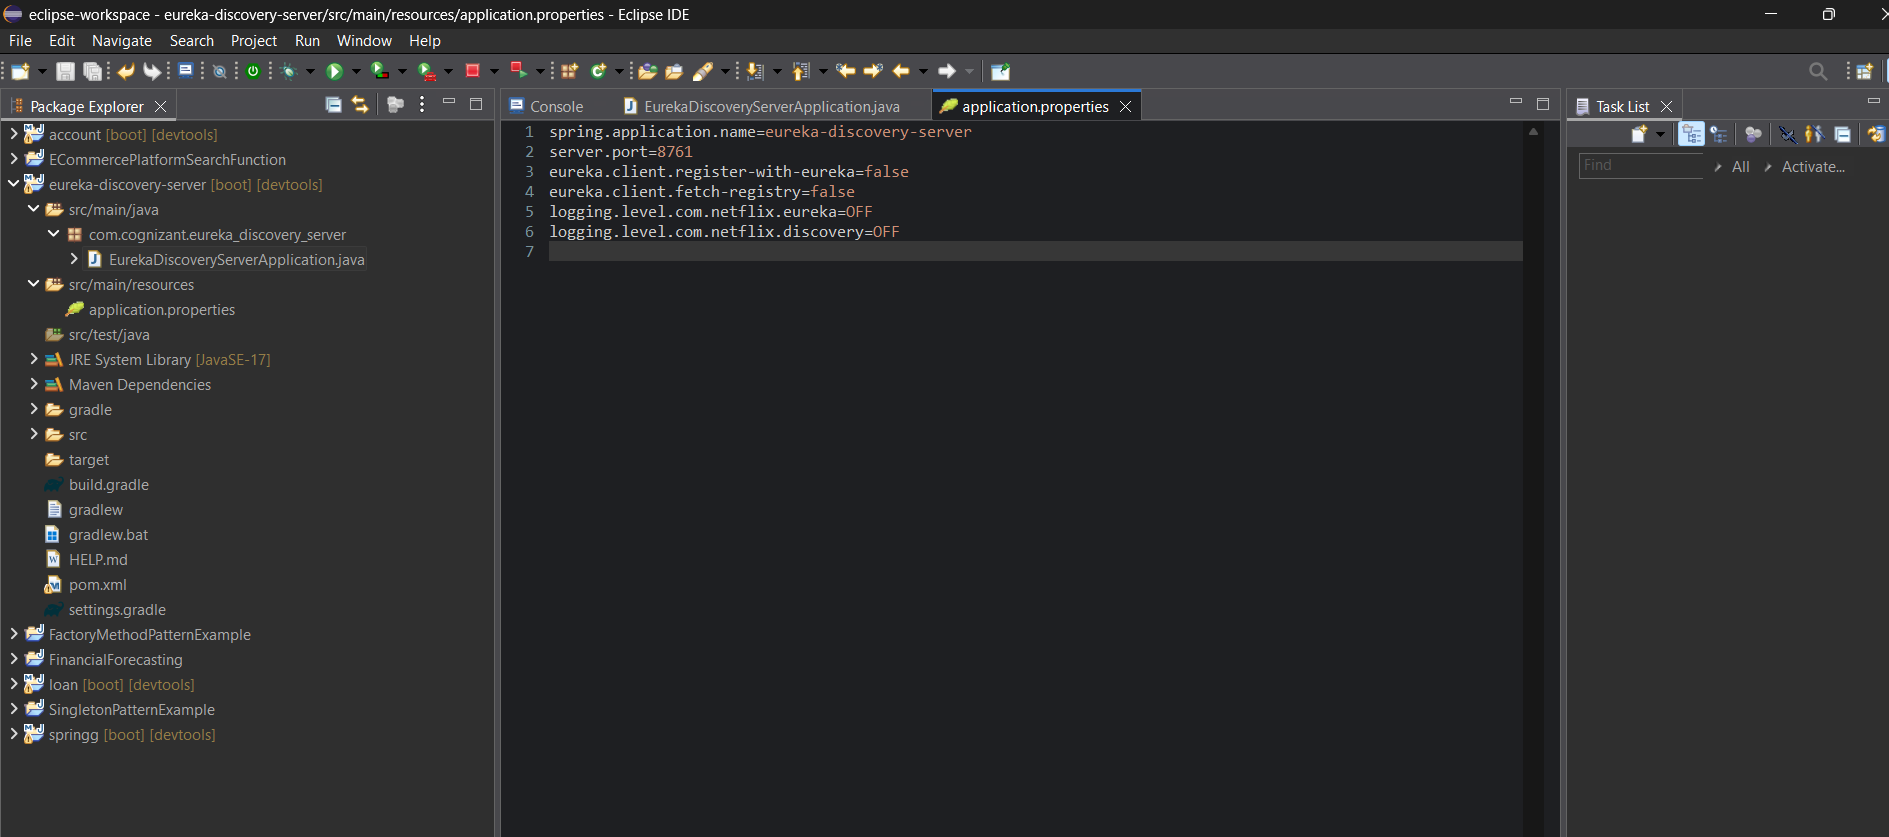 eclipse-workspace - eureka-discovery-server/src/main/resources/application.properties - Eclipse IDE
File Edit Navigate Search Project Run Window Help
Package Explorer
account [boot] [devtools]
ECommercePlatformSearchFunction
eureka-discovery-server [boot] [devtools]
src/main/java
com.cognizant.eureka_discovery_server
EurekaDiscoveryServerApplication.java
src/main/resources
application.properties
src/test/java
JRE System Library [JavaSE-17]
Maven Dependencies
gradle
src
target
build.gradle
gradlew
gradlew.bat
HELP.md
pom.xml
settings.gradle
FactoryMethodPatternExample
FinancialForecasting
loan [boot] [devtools]
SingletonPatternExample
springg [boot] [devtools]
Console EurekaDiscoveryServerApplication.java application.properties
1 spring.application.name=eureka-discovery-server
2 server.port=8761
3 eureka.client.register-with-eureka=false
4 eureka.client.fetch-registry=false
5 logging.level.com.netflix.eureka=OFF
6 logging.level.com.netflix.discovery=OFF
7
Task List
Find All Activate...